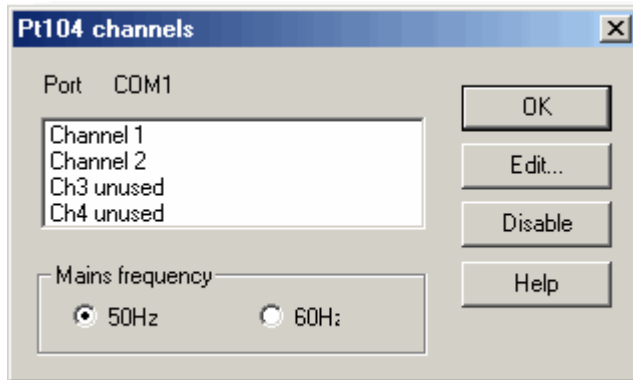 Pt104 channels
Port COM1
Channel 1
Channel 2
Ch3 unused
Ch4 unused
Mains frequency
50Hz
60Hz
OK
Edit...
Disable
Help